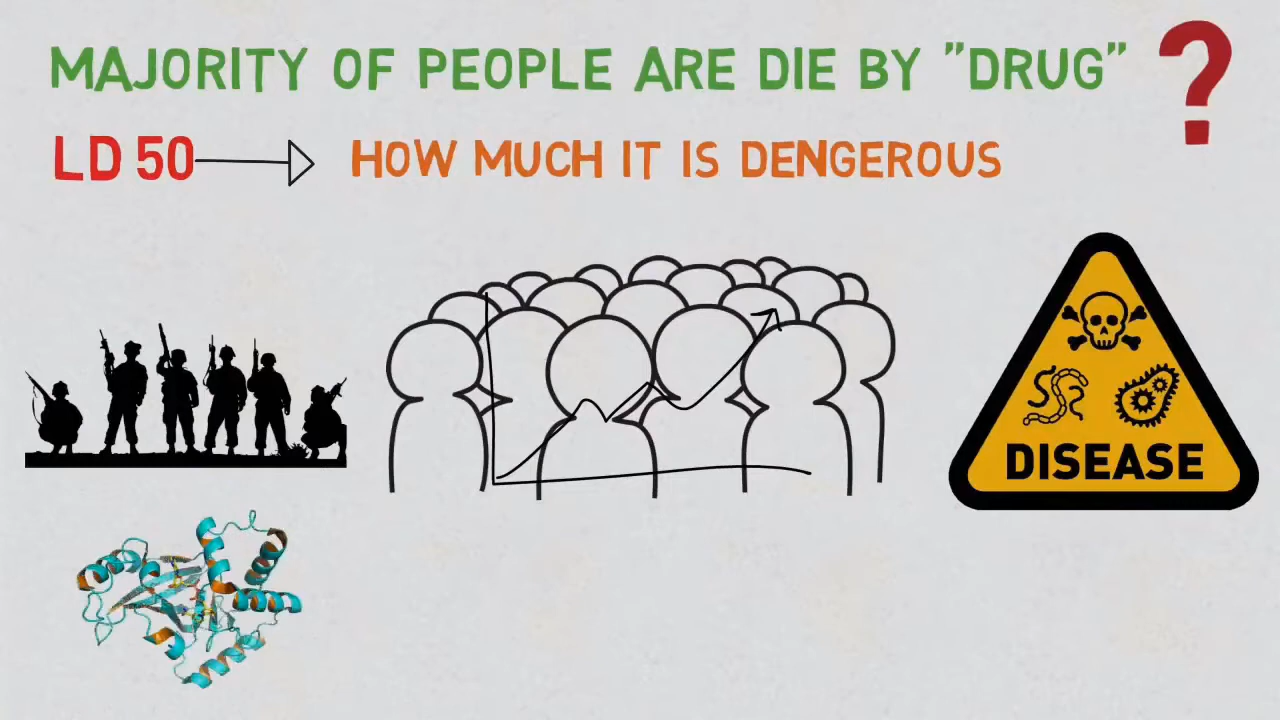 MAJORITY OF PEOPLE ARE DIE BY "DRUG" ?
LD 50 HOW MUCH IT IS DENGEROUS
DISEASE